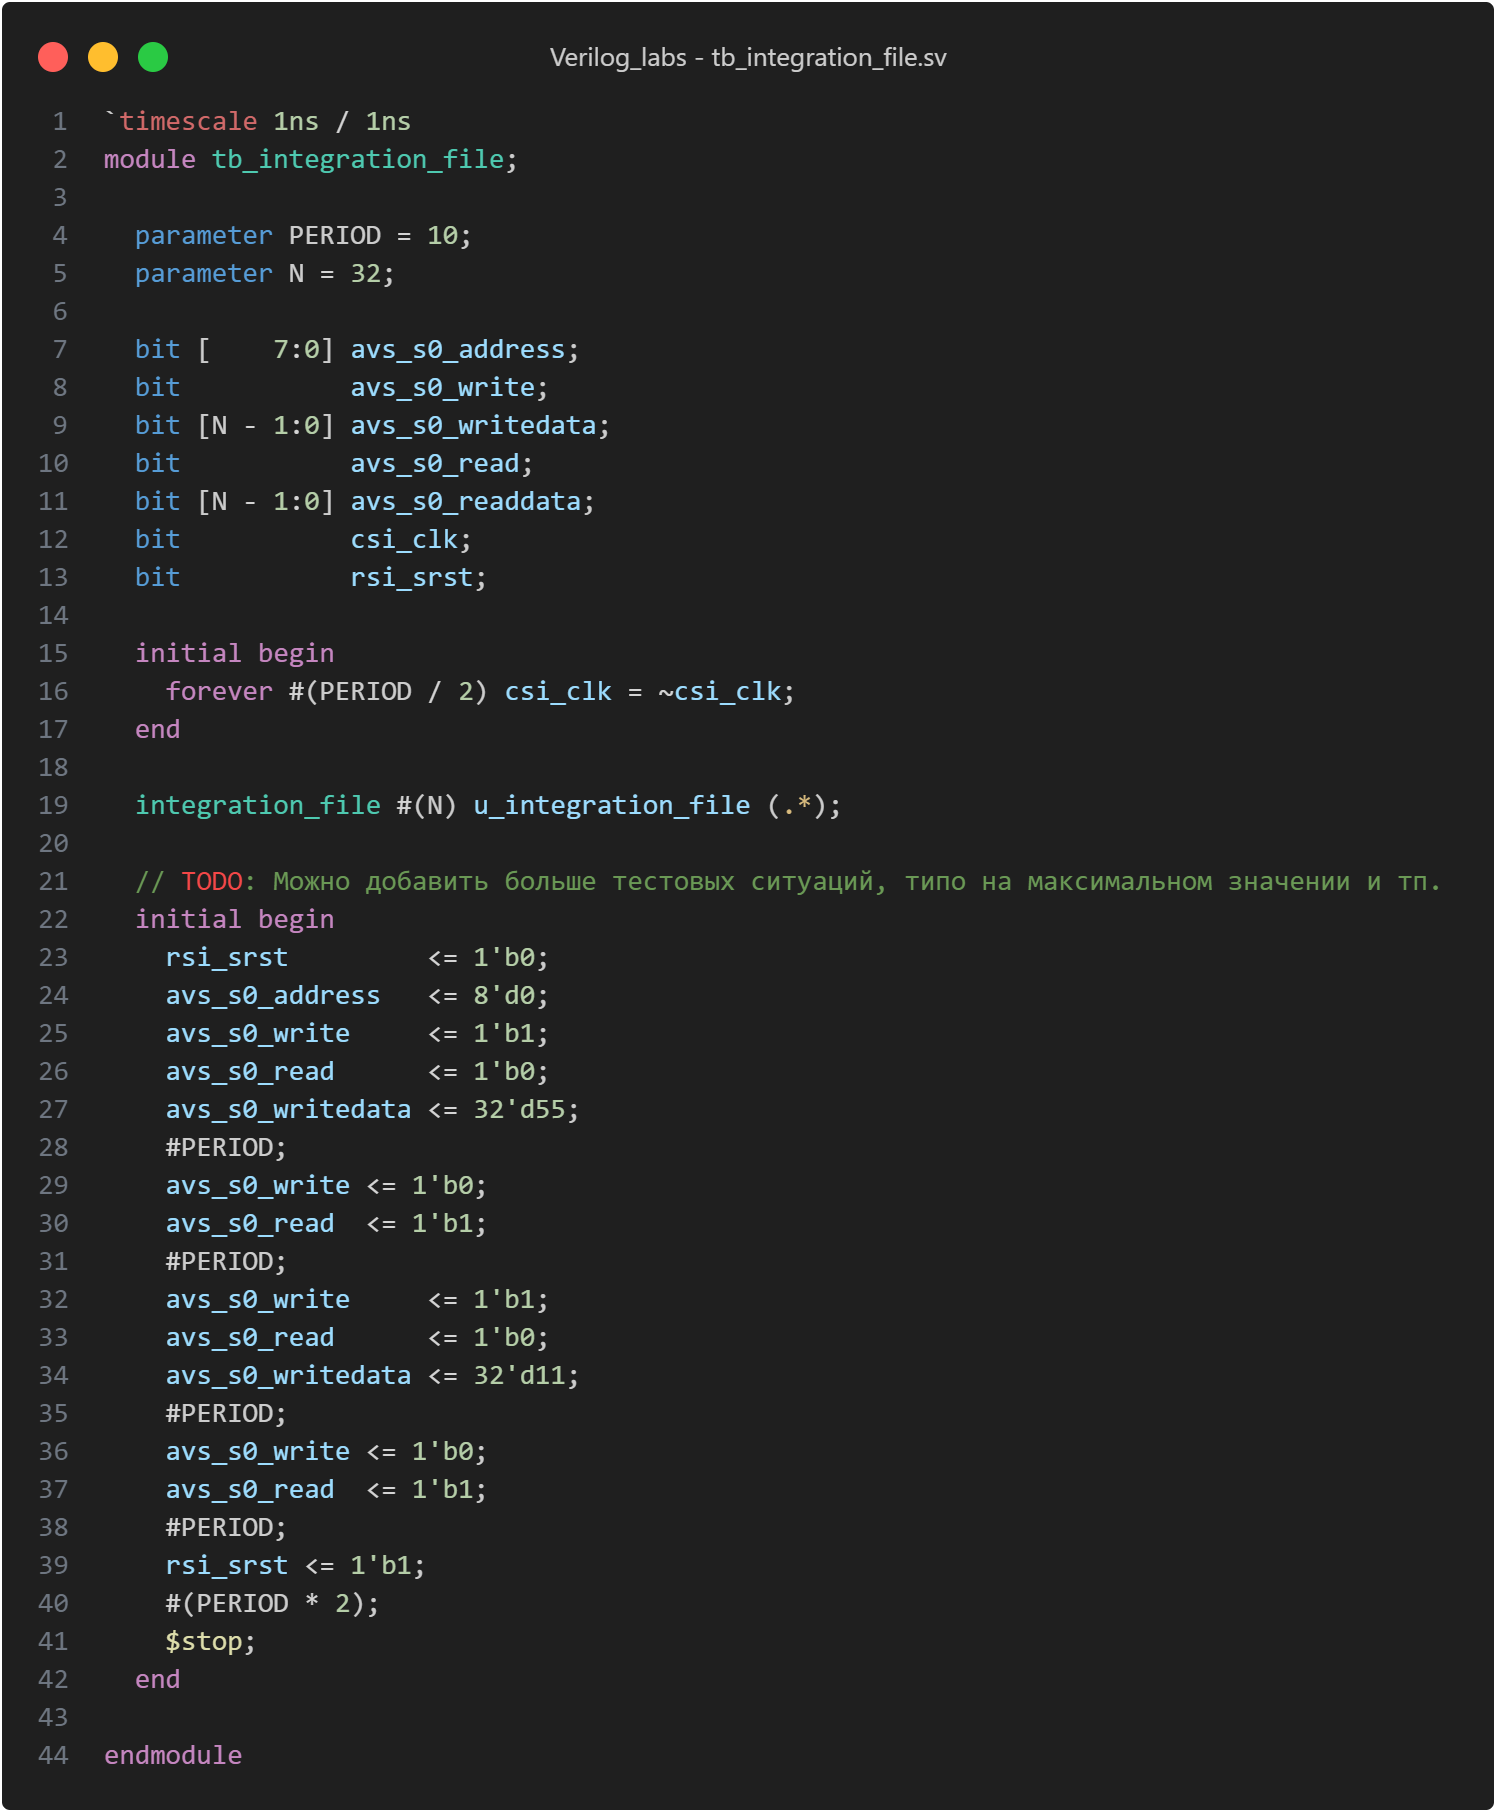 Verilog_labs - tb_integration_file.sv
1 `timescale 1ns / 1ns
2 module tb_integration_file;
3
4   parameter PERIOD = 10;
5   parameter N = 32;
6
7   bit [    7:0] avs_s0_address;
8   bit           avs_s0_write;
9   bit [N - 1:0] avs_s0_writedata;
10   bit           avs_s0_read;
11   bit [N - 1:0] avs_s0_readdata;
12   bit           csi_clk;
13   bit           rsi_srst;
14
15   initial begin
16     forever #(PERIOD / 2) csi_clk = ~csi_clk;
17   end
18
19   integration_file #(N) u_integration_file (.*);
20
21   // TODO: Можно добавить больше тестовых ситуаций, типо на максимальном значении и тп.
22   initial begin
23     rsi_srst         <= 1'b0;
24     avs_s0_address   <= 8'd0;
25     avs_s0_write     <= 1'b1;
26     avs_s0_read      <= 1'b0;
27     avs_s0_writedata <= 32'd55;
28     #PERIOD;
29     avs_s0_write <= 1'b0;
30     avs_s0_read  <= 1'b1;
31     #PERIOD;
32     avs_s0_write     <= 1'b1;
33     avs_s0_read      <= 1'b0;
34     avs_s0_writedata <= 32'd11;
35     #PERIOD;
36     avs_s0_write <= 1'b0;
37     avs_s0_read  <= 1'b1;
38     #PERIOD;
39     rsi_srst <= 1'b1;
40     #(PERIOD * 2);
41     $stop;
42   end
43
44 endmodule